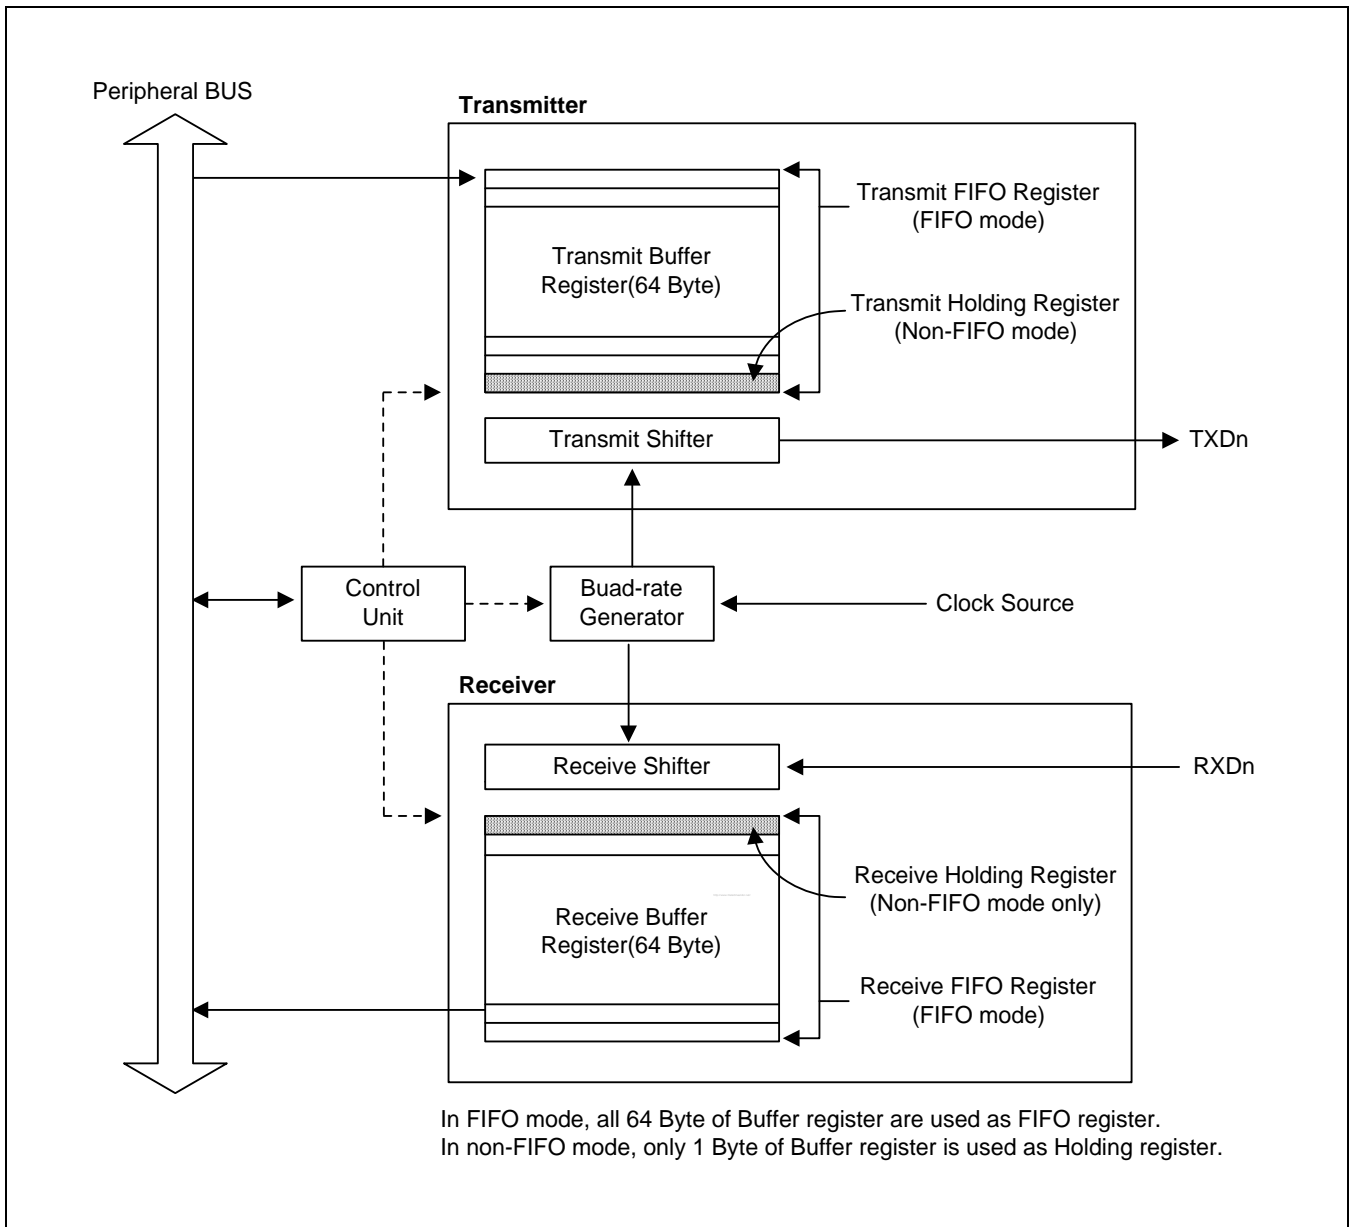 Peripheral BUS
Transmitter
Transmit FIFO Register
(FIFO mode)
Transmit Buffer
Register(64 Byte)
Transmit Holding Register
(Non-FIFO mode)
Transmit Shifter
TXDn
Control
Unit
Buad-rate
Generator
Clock Source
Receiver
Receive Shifter
RXDn
Receive Holding Register
(Non-FIFO mode only)
Receive Buffer
Register(64 Byte)
Receive FIFO Register
(FIFO mode)
In FIFO mode, all 64 Byte of Buffer register are used as FIFO register.
In non-FIFO mode, only 1 Byte of Buffer register is used as Holding register.